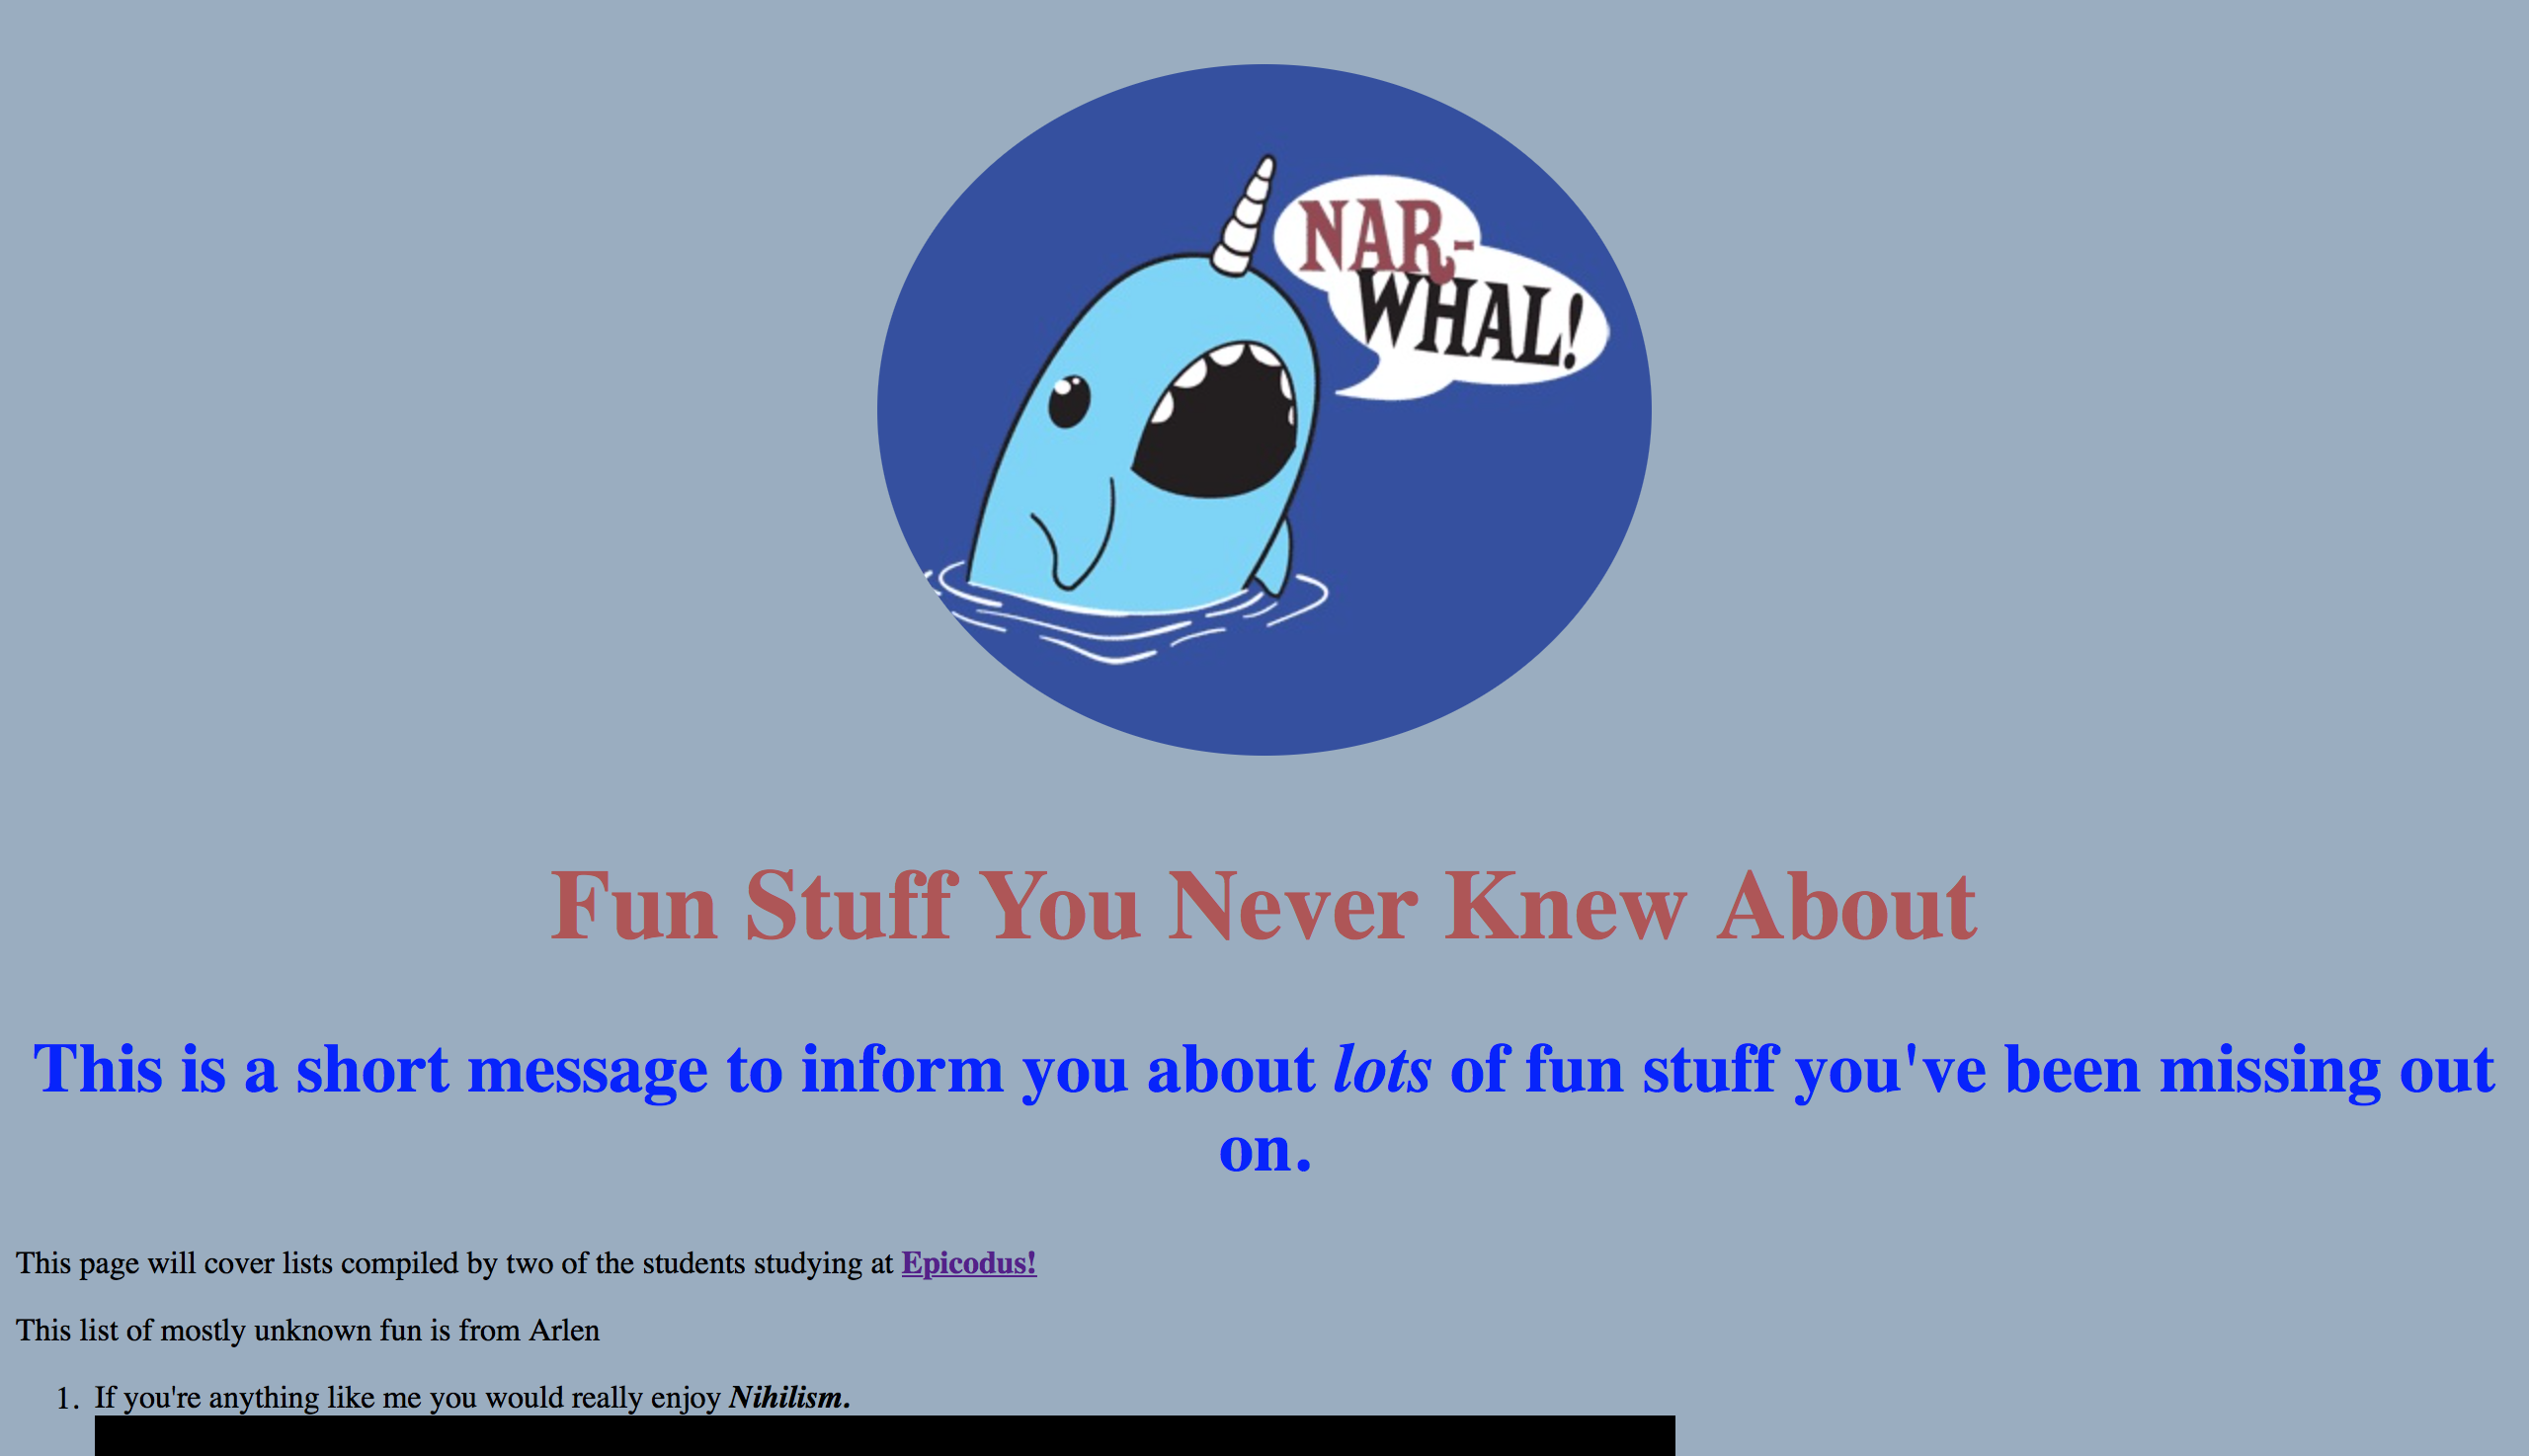 NAR-
WHAL!
Fun Stuff You Never Knew About
This is a short message to inform you about lots of fun stuff you've been missing out
on.
This page will cover lists compiled by two of the students studying at Epicodus!
This list of mostly unknown fun is from Arlen
1. If you're anything like me you would really enjoy Nihilism.